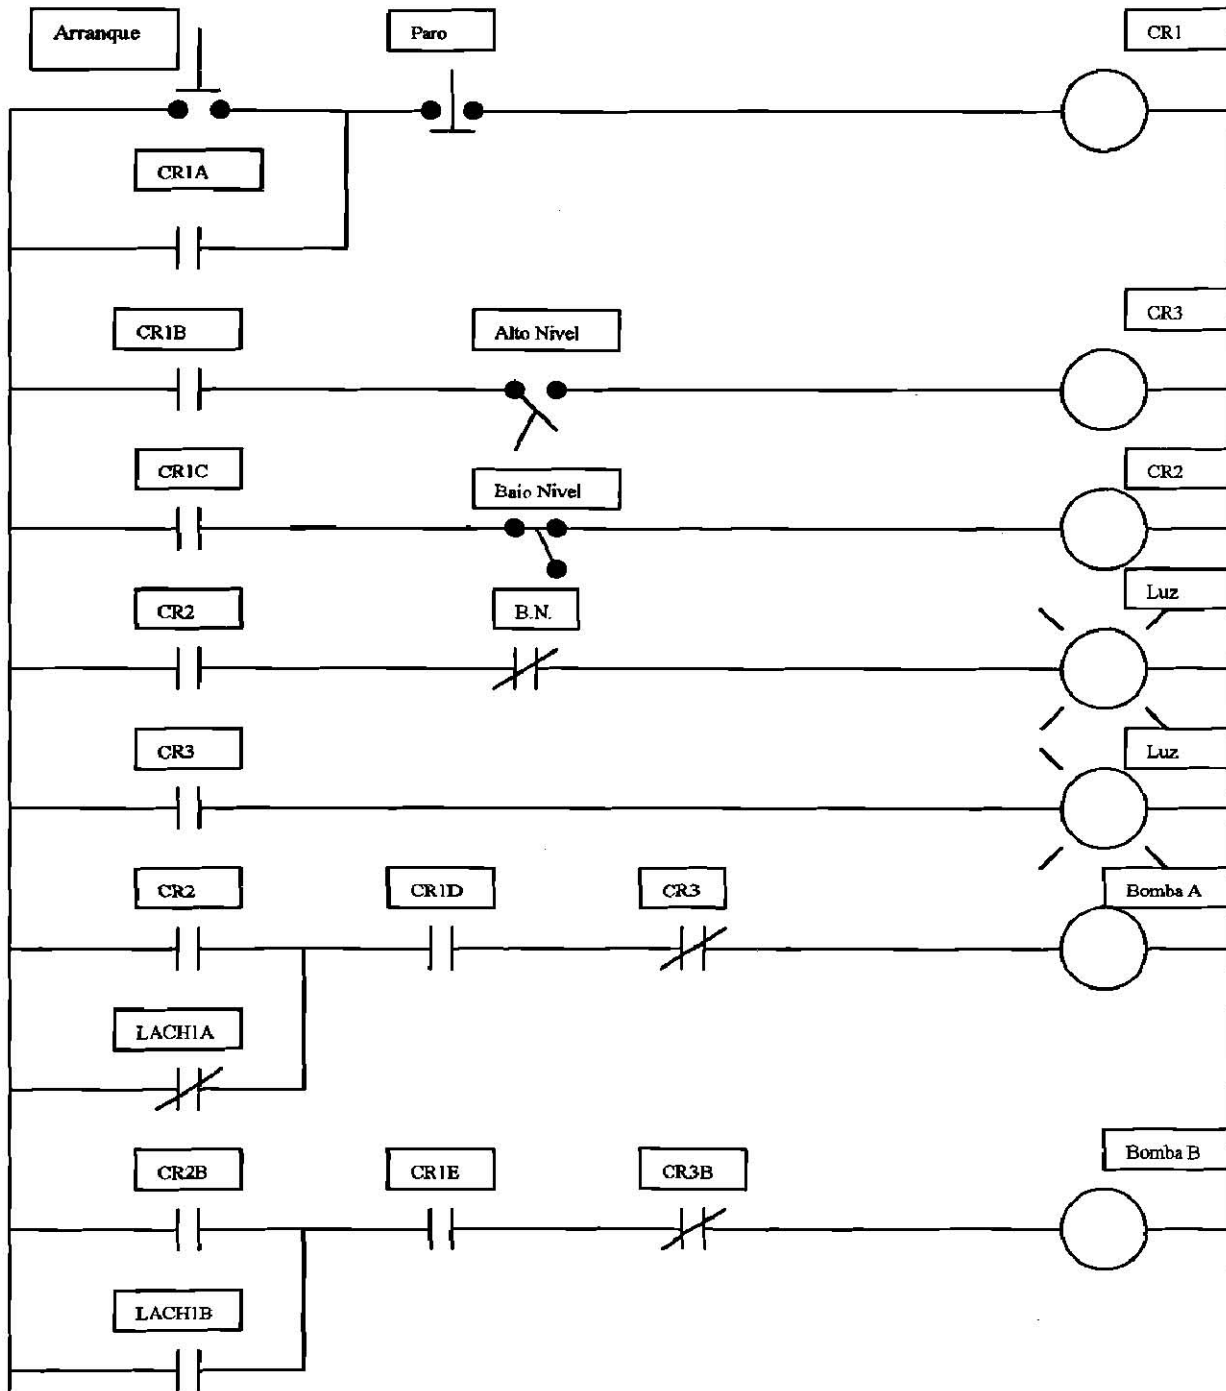 Arranque
Paro
CR1
CR1A
CR1B
Alto Nivel
CR3
CR1C
Baio Nivel
CR2
CR2
B.N.
Luz
CR3
Luz
CR2
CR1D
CR3
Bomba A
LACH1A
CR2B
CR1E
CR3B
Bomba B
LACH1B